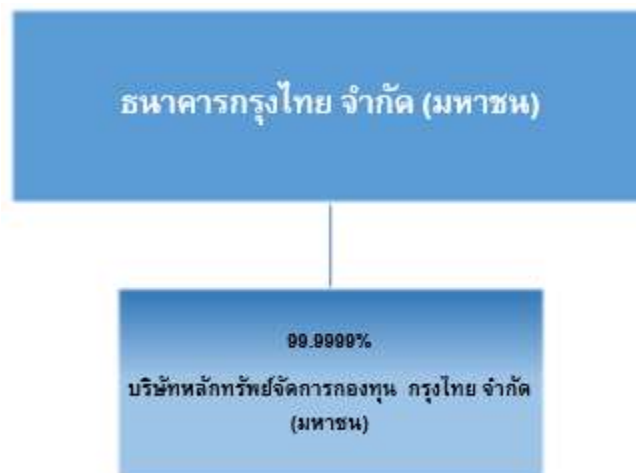 ธนาคารกรุงไทย จำกัด (มหาชน)
99.9999%
บริษัทหลักทรัพย์จัดการกองทุน กรุงไทย จำกัด
(มหาชน)